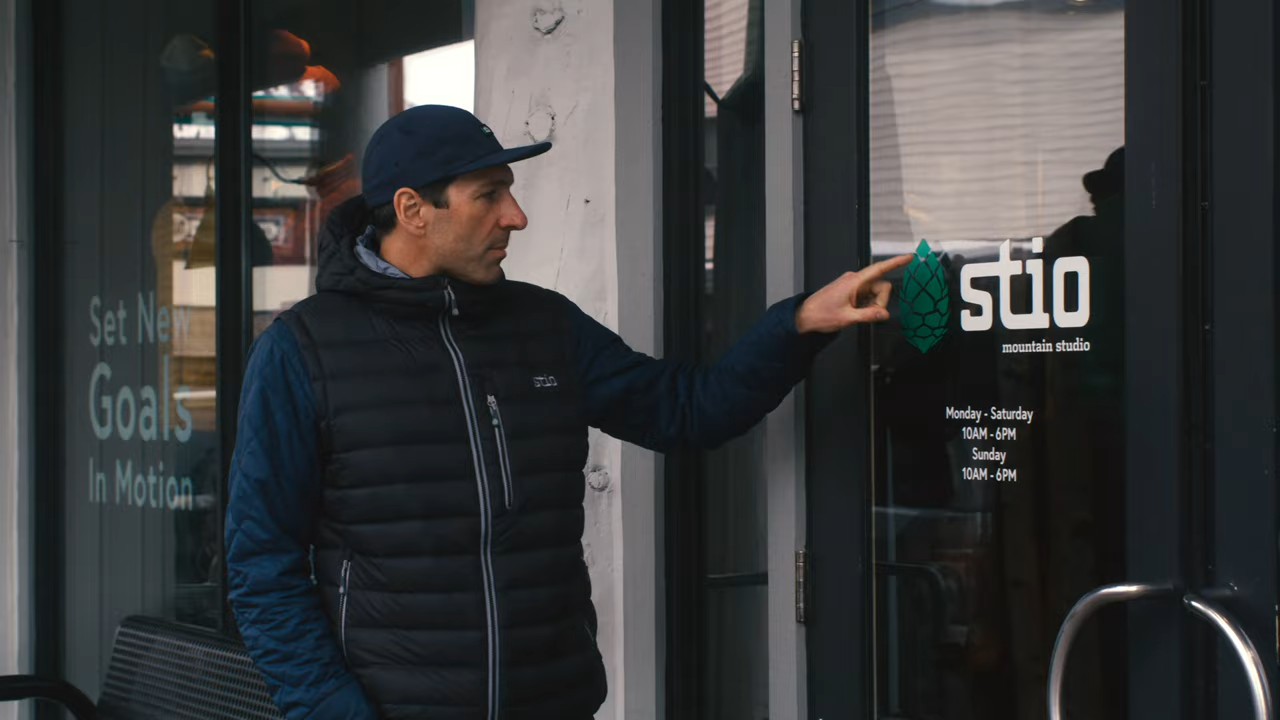 Set New
Goals
In Motion
stio
stio
mountain studio
Monday - Saturday
10AM - 6PM
Sunday
10AM - 6PM